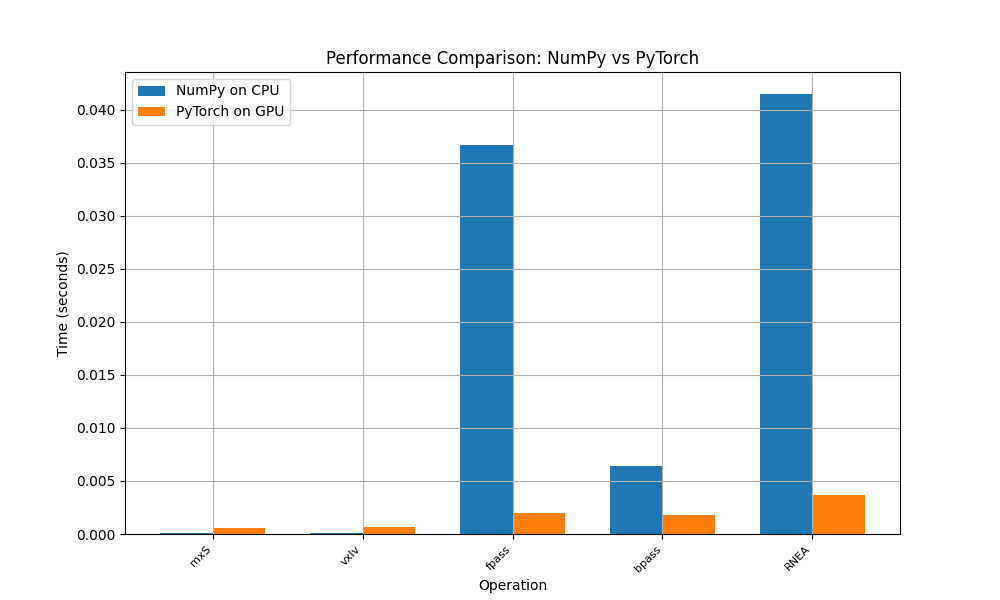 Performance Comparison: NumPy vs PyTorch
NumPy on CPU
PyTorch on GPU
0.040
0.035
0.030
0.025
0.020
0.015
0.010
0.005
0.000
Time (seconds)
mxS
vxIv
fpass
bpass
RNEA
Operation